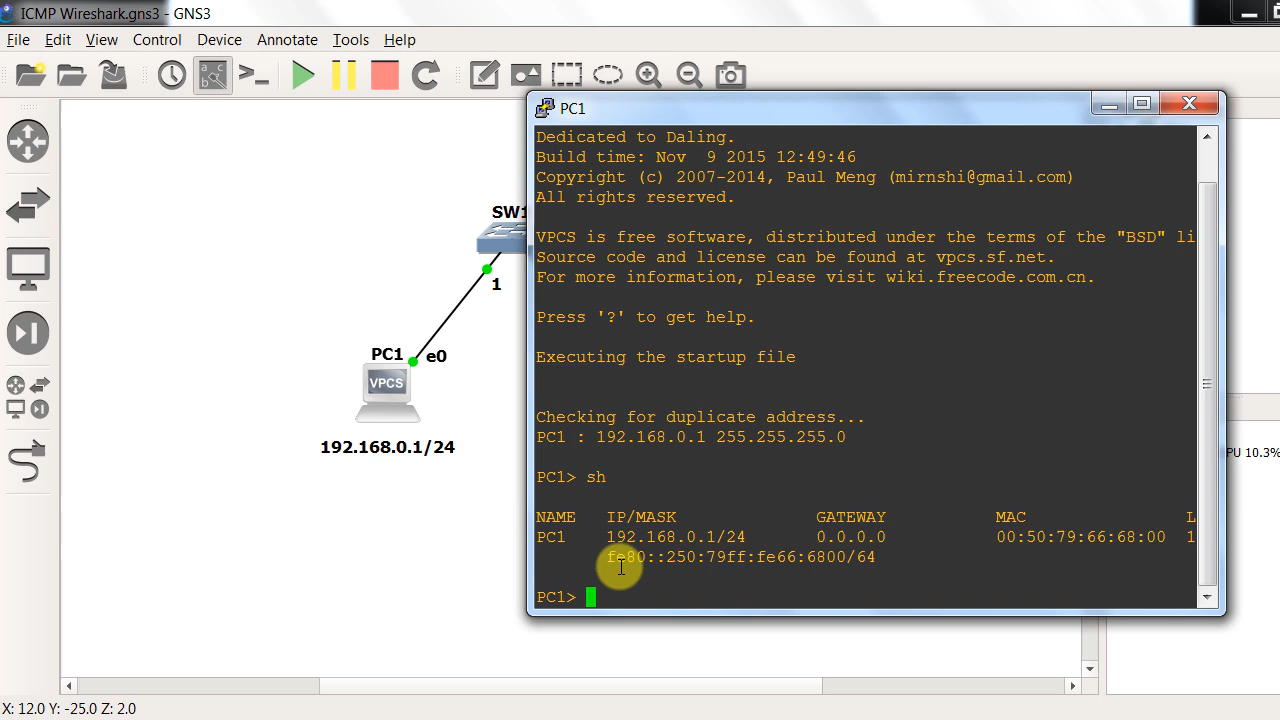 ICMP Wireshark.gns3 - GNS3
File Edit View Control Device Annotate Tools Help
PC1
Dedicated to Daling.
Build time: Nov  9 2015 12:49:46
Copyright (c) 2007-2014, Paul Meng (mirnshi@gmail.com)
All rights reserved.
VPCS is free software, distributed under the terms of the "BSD" li
Source code and license can be found at vpcs.sf.net.
For more information, please visit wiki.freecode.com.cn.
Press '?' to get help.
Executing the startup file
Checking for duplicate address...
PC1 : 192.168.0.1 255.255.255.0
PC1> sh
NAME   IP/MASK              GATEWAY           MAC                L
PC1    192.168.0.1/24       0.0.0.0           00:50:79:66:68:00  1
fe80::250:79ff:fe66:6800/64
PC1>
SW1
1
PC1 e0
VPCS
192.168.0.1/24
PU 10.3%
X: 12.0 Y: -25.0 Z: 2.0